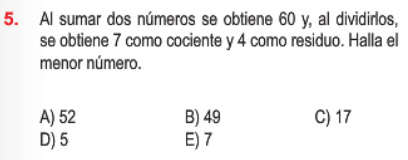 5. Al sumar dos números se obtiene 60 y, al dividirlos,
se obtiene 7 como cociente y 4 como residuo. Halla el
menor número.
A) 52 B) 49 C) 17
D) 5 E) 7